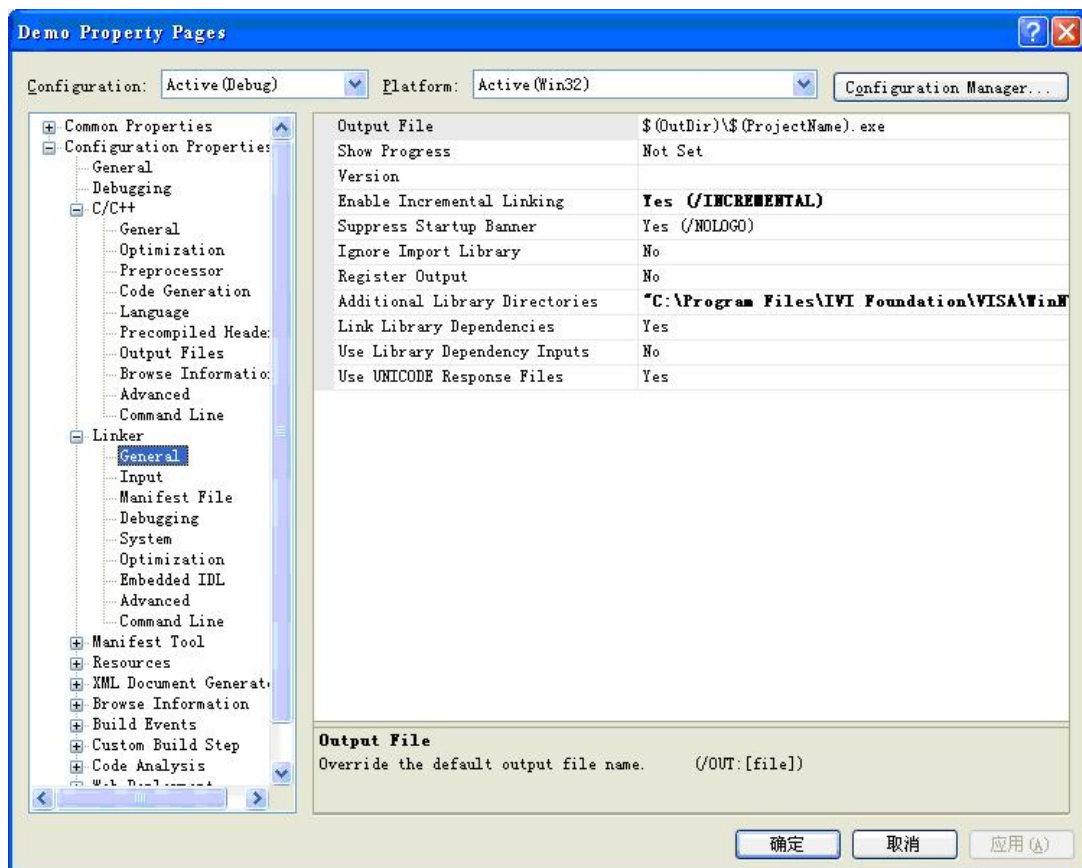 Demo Property Pages
Configuration: Active(Debug) Platform: Active(Win32) Configuration Manager...
Common Properties
Configuration Properties
General
Debugging
C/C++
General
Optimization
Preprocessor
Code Generation
Language
Precompiled Heade
Output Files
Browse Informatio
Advanced
Command Line
Linker
General
Input
Manifest File
Debugging
System
Optimization
Embedded IDL
Advanced
Command Line
Manifest Tool
Resources
XML Document Generat
Browse Information
Build Events
Custom Build Step
Code Analysis
Output File $(OutDir)\$(ProjectName).exe
Show Progress Not Set
Version
Enable Incremental Linking Yes (/INCREMENTAL)
Suppress Startup Banner Yes (/NOLOGO)
Ignore Import Library No
Register Output No
Additional Library Directories "C:\Program Files\IVI Foundation\VISA\WinN
Link Library Dependencies Yes
Use Library Dependency Inputs No
Use UNICODE Response Files Yes
Output File
Override the default output file name. (/OUT:[file])
确定 取消 应用(A)